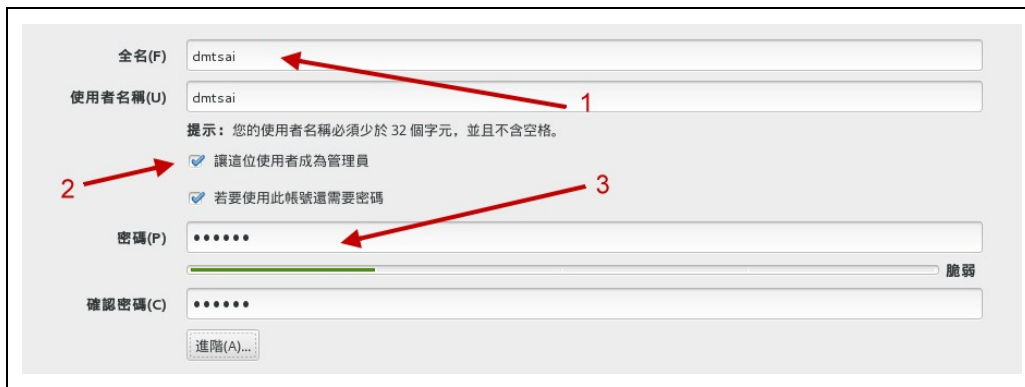 全名(F) dmtsai
1
使用者名稱(U) dmtsai
提示：您的使用者名稱必須少於 32 個字元，並且不含空格。
2 讓這位使用者成為管理員
3
若要使用此帳號還需要密碼
密碼(P) ••••••
脆弱
確認密碼(C) ••••••
進階(A)...